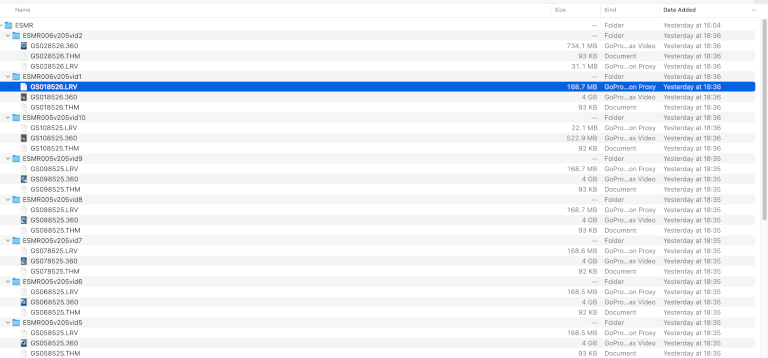 Name Size Kind Date Added
ESMR -- Folder Yesterday at 15:04
ESMR006v205vid2 -- Folder Yesterday at 18:36
GS028526.360 734.1 MB GoPro...ax Video Yesterday at 18:36
GS028526.THM 93 KB Document Yesterday at 18:36
GS028526.LRV 31.1 MB GoPro...on Proxy Yesterday at 18:36
ESMR006v205vid1 -- Folder Yesterday at 18:36
GS018526.LRV 168.7 MB GoPro...on Proxy Yesterday at 18:36
GS018526.360 4 GB GoPro...ax Video Yesterday at 18:36
GS018526.THM 93 KB Document Yesterday at 18:36
ESMR005v205vid10 -- Folder Yesterday at 18:36
GS108525.LRV 22.1 MB GoPro...on Proxy Yesterday at 18:36
GS108525.360 522.9 MB GoPro...ax Video Yesterday at 18:36
GS108525.THM 92 KB Document Yesterday at 18:36
ESMR005v205vid9 -- Folder Yesterday at 18:35
GS098525.LRV 168.7 MB GoPro...on Proxy Yesterday at 18:35
GS098525.360 4 GB GoPro...ax Video Yesterday at 18:35
GS098525.THM 93 KB Document Yesterday at 18:35
ESMR005v205vid8 -- Folder Yesterday at 18:35
GS088525.LRV 168.7 MB GoPro...on Proxy Yesterday at 18:35
GS088525.360 4 GB GoPro...ax Video Yesterday at 18:35
GS088525.THM 93 KB Document Yesterday at 18:35
ESMR005v205vid7 -- Folder Yesterday at 18:35
GS078525.LRV 168.6 MB GoPro...on Proxy Yesterday at 18:35
GS078525.360 4 GB GoPro...ax Video Yesterday at 18:35
GS078525.THM 92 KB Document Yesterday at 18:35
ESMR005v205vid6 -- Folder Yesterday at 18:35
GS068525.LRV 168.5 MB GoPro...on Proxy Yesterday at 18:35
GS068525.360 4 GB GoPro...ax Video Yesterday at 18:35
GS068525.THM 92 KB Document Yesterday at 18:35
ESMR005v205vid5 -- Folder Yesterday at 18:35
GS058525.LRV 168.5 MB GoPro...on Proxy Yesterday at 18:35
GS058525.360 4 GB GoPro...ax Video Yesterday at 18:35
GS058525.THM 93 KB Document Yesterday at 18:35